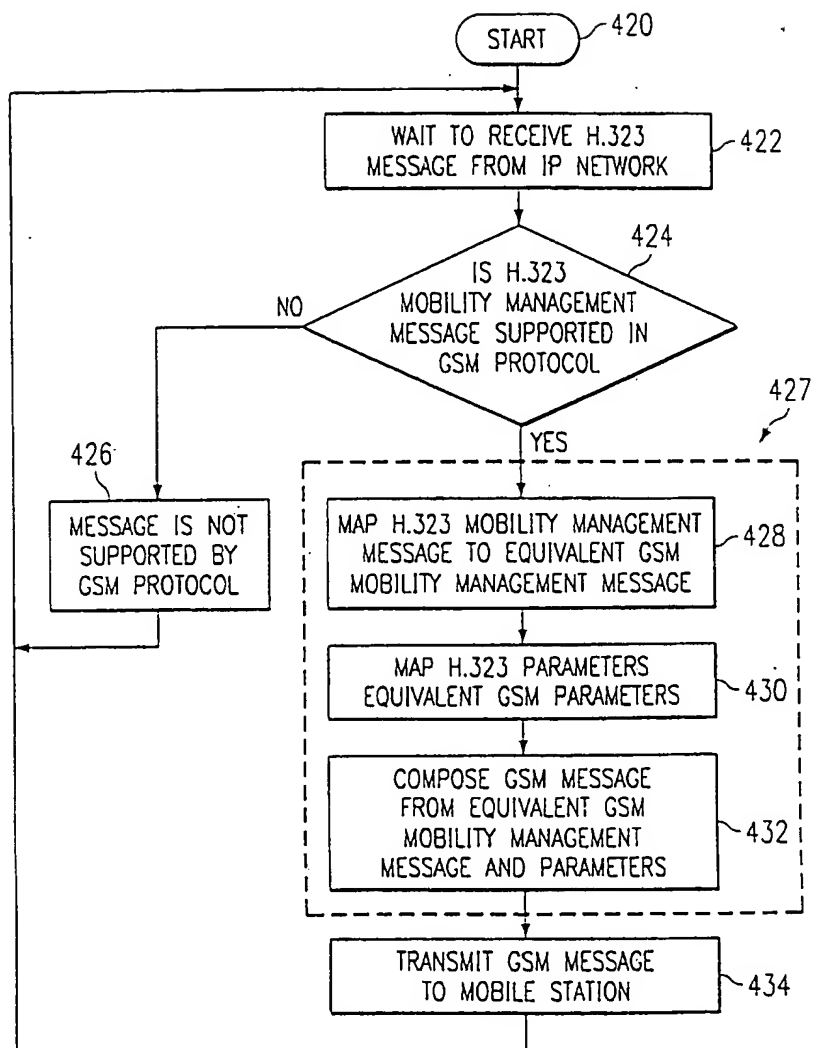 START
420
WAIT TO RECEIVE H.323
MESSAGE FROM IP NETWORK
422
424
IS H.323
MOBILITY MANAGEMENT
MESSAGE SUPPORTED IN
GSM PROTOCOL
NO
427
YES
426
MESSAGE IS NOT
SUPPORTED BY
GSM PROTOCOL
MAP H.323 MOBILITY MANAGEMENT
MESSAGE TO EQUIVALENT GSM
MOBILITY MANAGEMENT MESSAGE
428
MAP H.323 PARAMETERS
EQUIVALENT GSM PARAMETERS
430
COMPOSE GSM MESSAGE
FROM EQUIVALENT GSM
MOBILITY MANAGEMENT
MESSAGE AND PARAMETERS
432
TRANSMIT GSM MESSAGE
TO MOBILE STATION
434